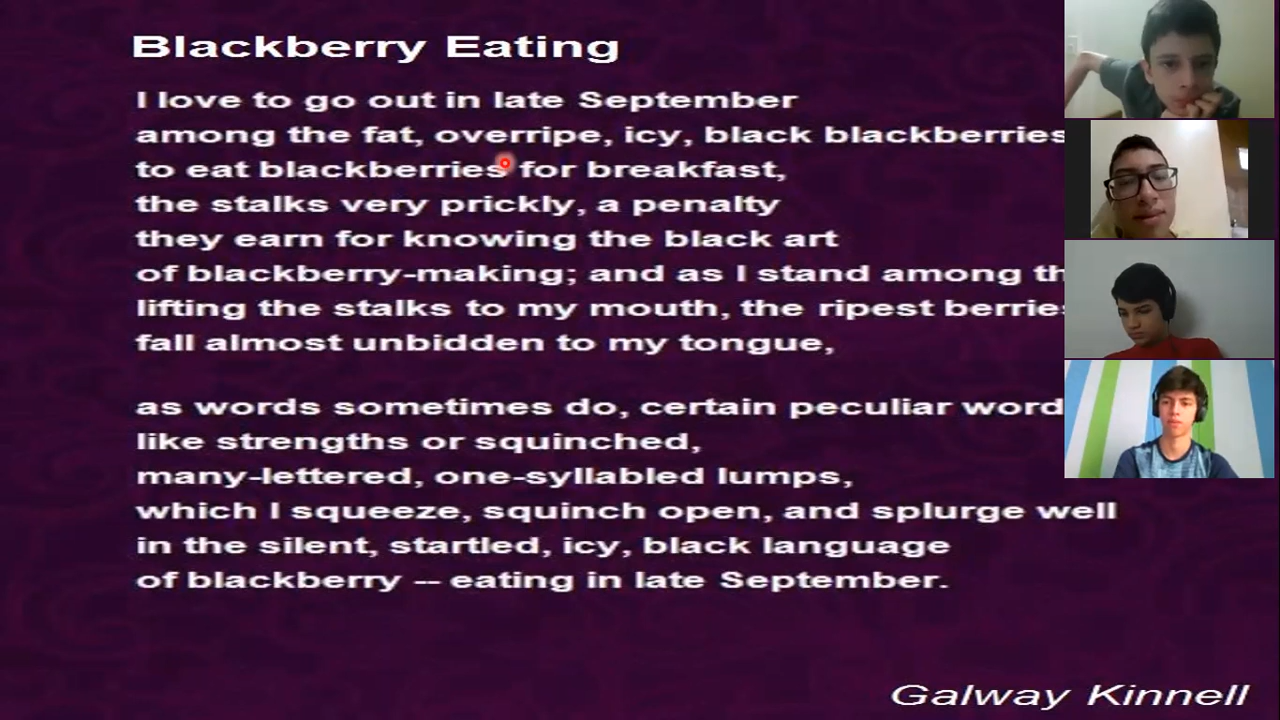 Blackberry Eating
I love to go out in late September
among the fat, overripe, icy, black blackberries
to eat blackberries for breakfast,
the stalks very prickly, a penalty
they earn for knowing the black art
of blackberry-making; and as I stand among
lifting the stalks to my mouth, the ripest berries
fall almost unbidden to my tongue,
as words sometimes do, certain peculiar
like strengths or squinched,
many-lettered, one-syllabled lumps,
which I squeeze, squinch open, and splurge well
in the silent, startled, icy, black language
of blackberry -- eating in late September.
Galway Kinnell